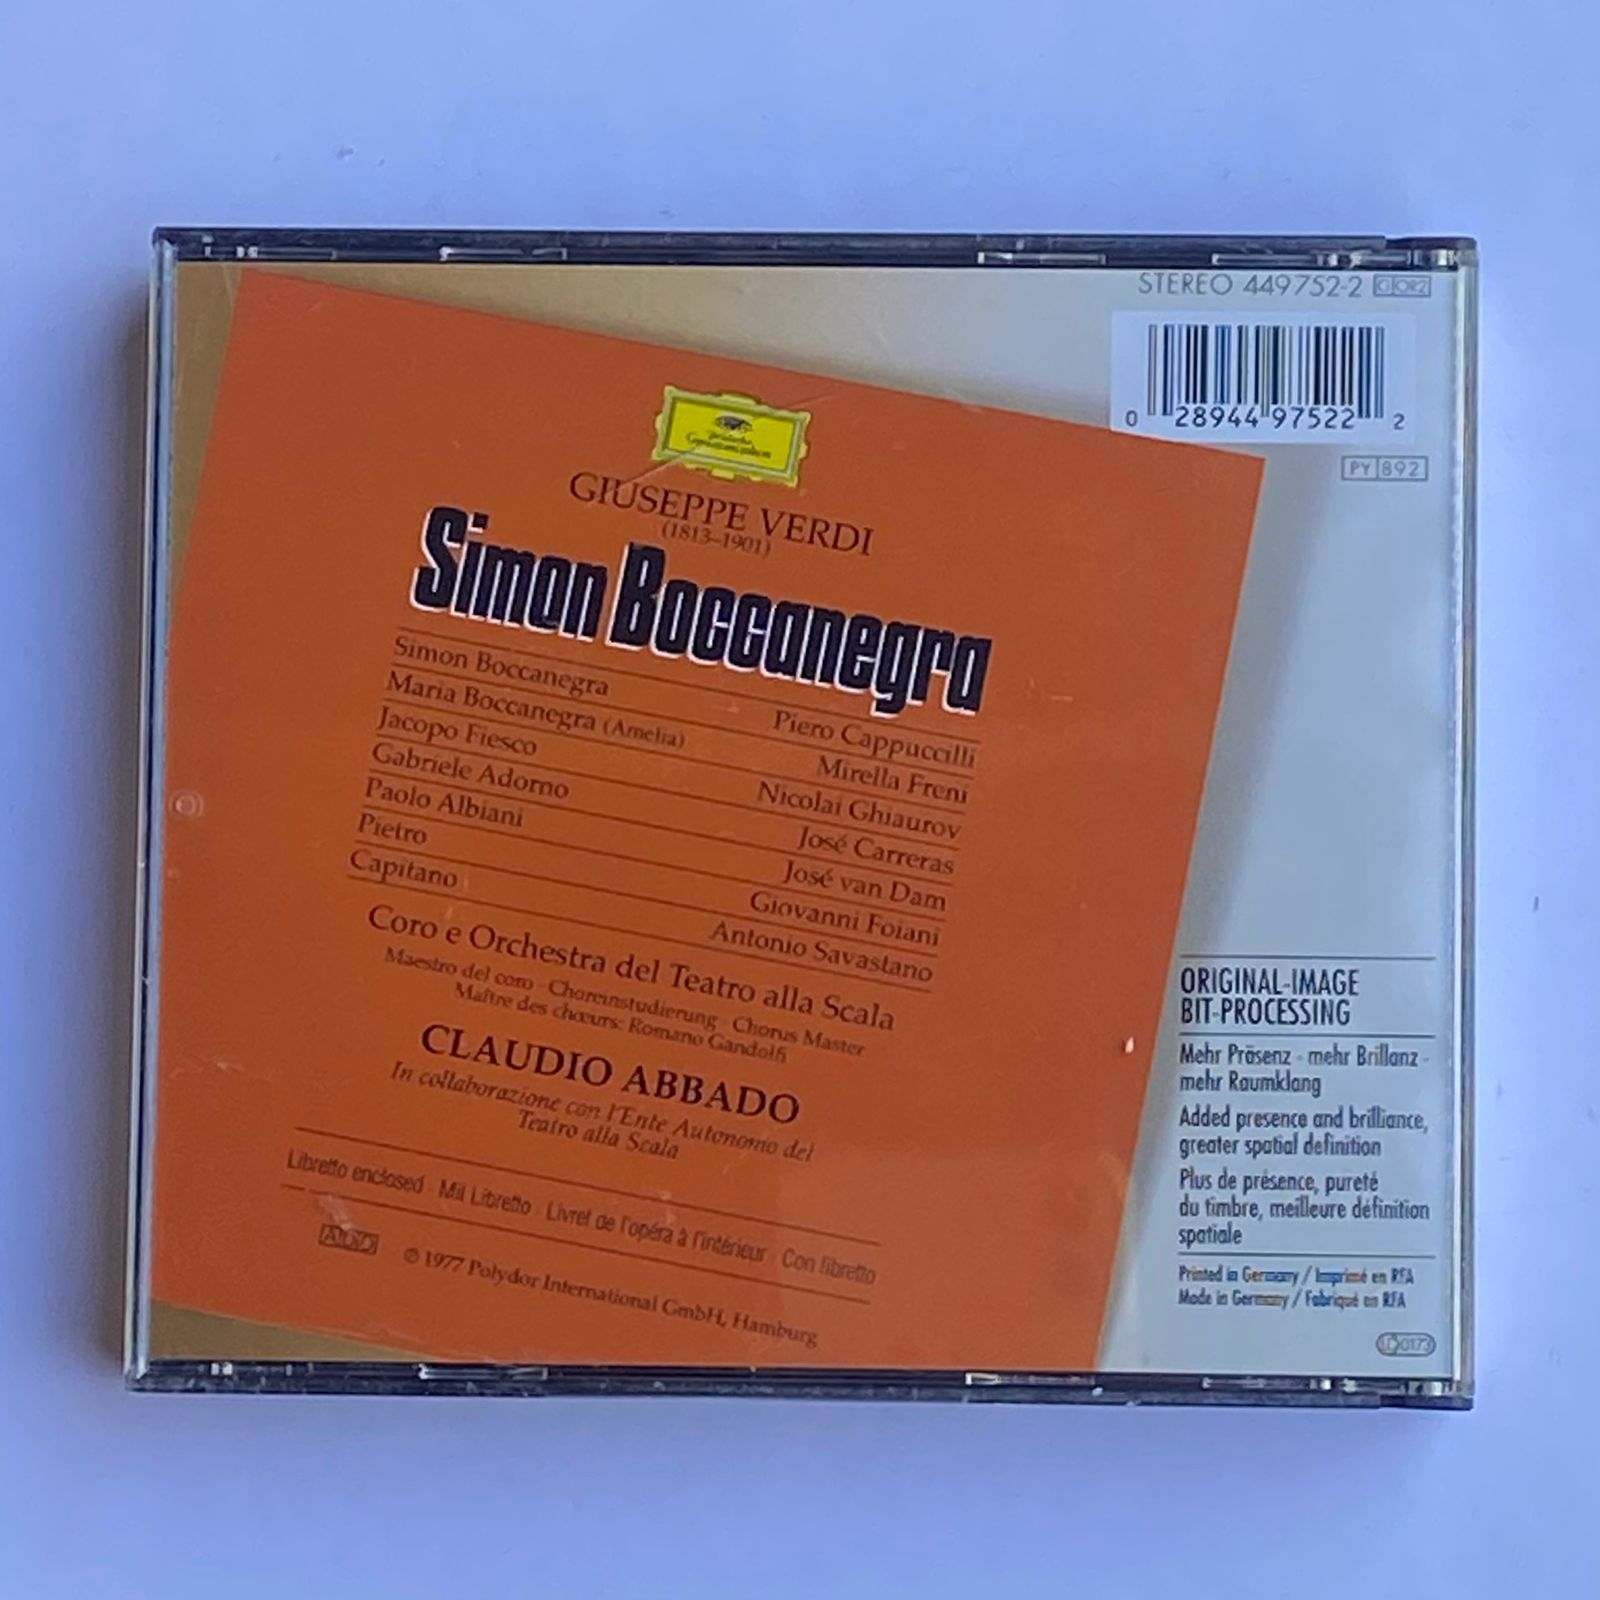 STEREO 449752-2 G OR2
0 28944 97522 2
PY 892
Deutsche
Grammophon
GIUSEPPE VERDI
(1813–1901)
Simon Boccanegra
Simon Boccanegra Piero Cappuccilli
Maria Boccanegra (Amelia) Mirella Freni
Jacopo Fiesco Nicolai Ghiaurov
Gabriele Adorno José Carreras
Paolo Albiani José van Dam
Pietro Giovanni Foiani
Capitano Antonio Savastano
Coro e Orchestra del Teatro alla Scala
Maestro del coro · Choreinstudierung · Chorus Master
Maître des chœurs: Romano Gandolfi
CLAUDIO ABBADO
In collaborazione con l'Ente Autonomo del
Teatro alla Scala
Libretto enclosed · Mit Libretto · Livret de l'opéra à l'intérieur · Con libretto
ADD ℗ 1977 Polydor International GmbH, Hamburg
ORIGINAL-IMAGE
BIT-PROCESSING
Mehr Präsenz · mehr Brillanz ·
mehr Raumklang
Added presence and brilliance,
greater spatial definition
Plus de présence, pureté
du timbre, meilleure définition
spatiale
Printed in Germany / Imprimé en RFA
Made in Germany / Fabriqué en RFA
LC 0173